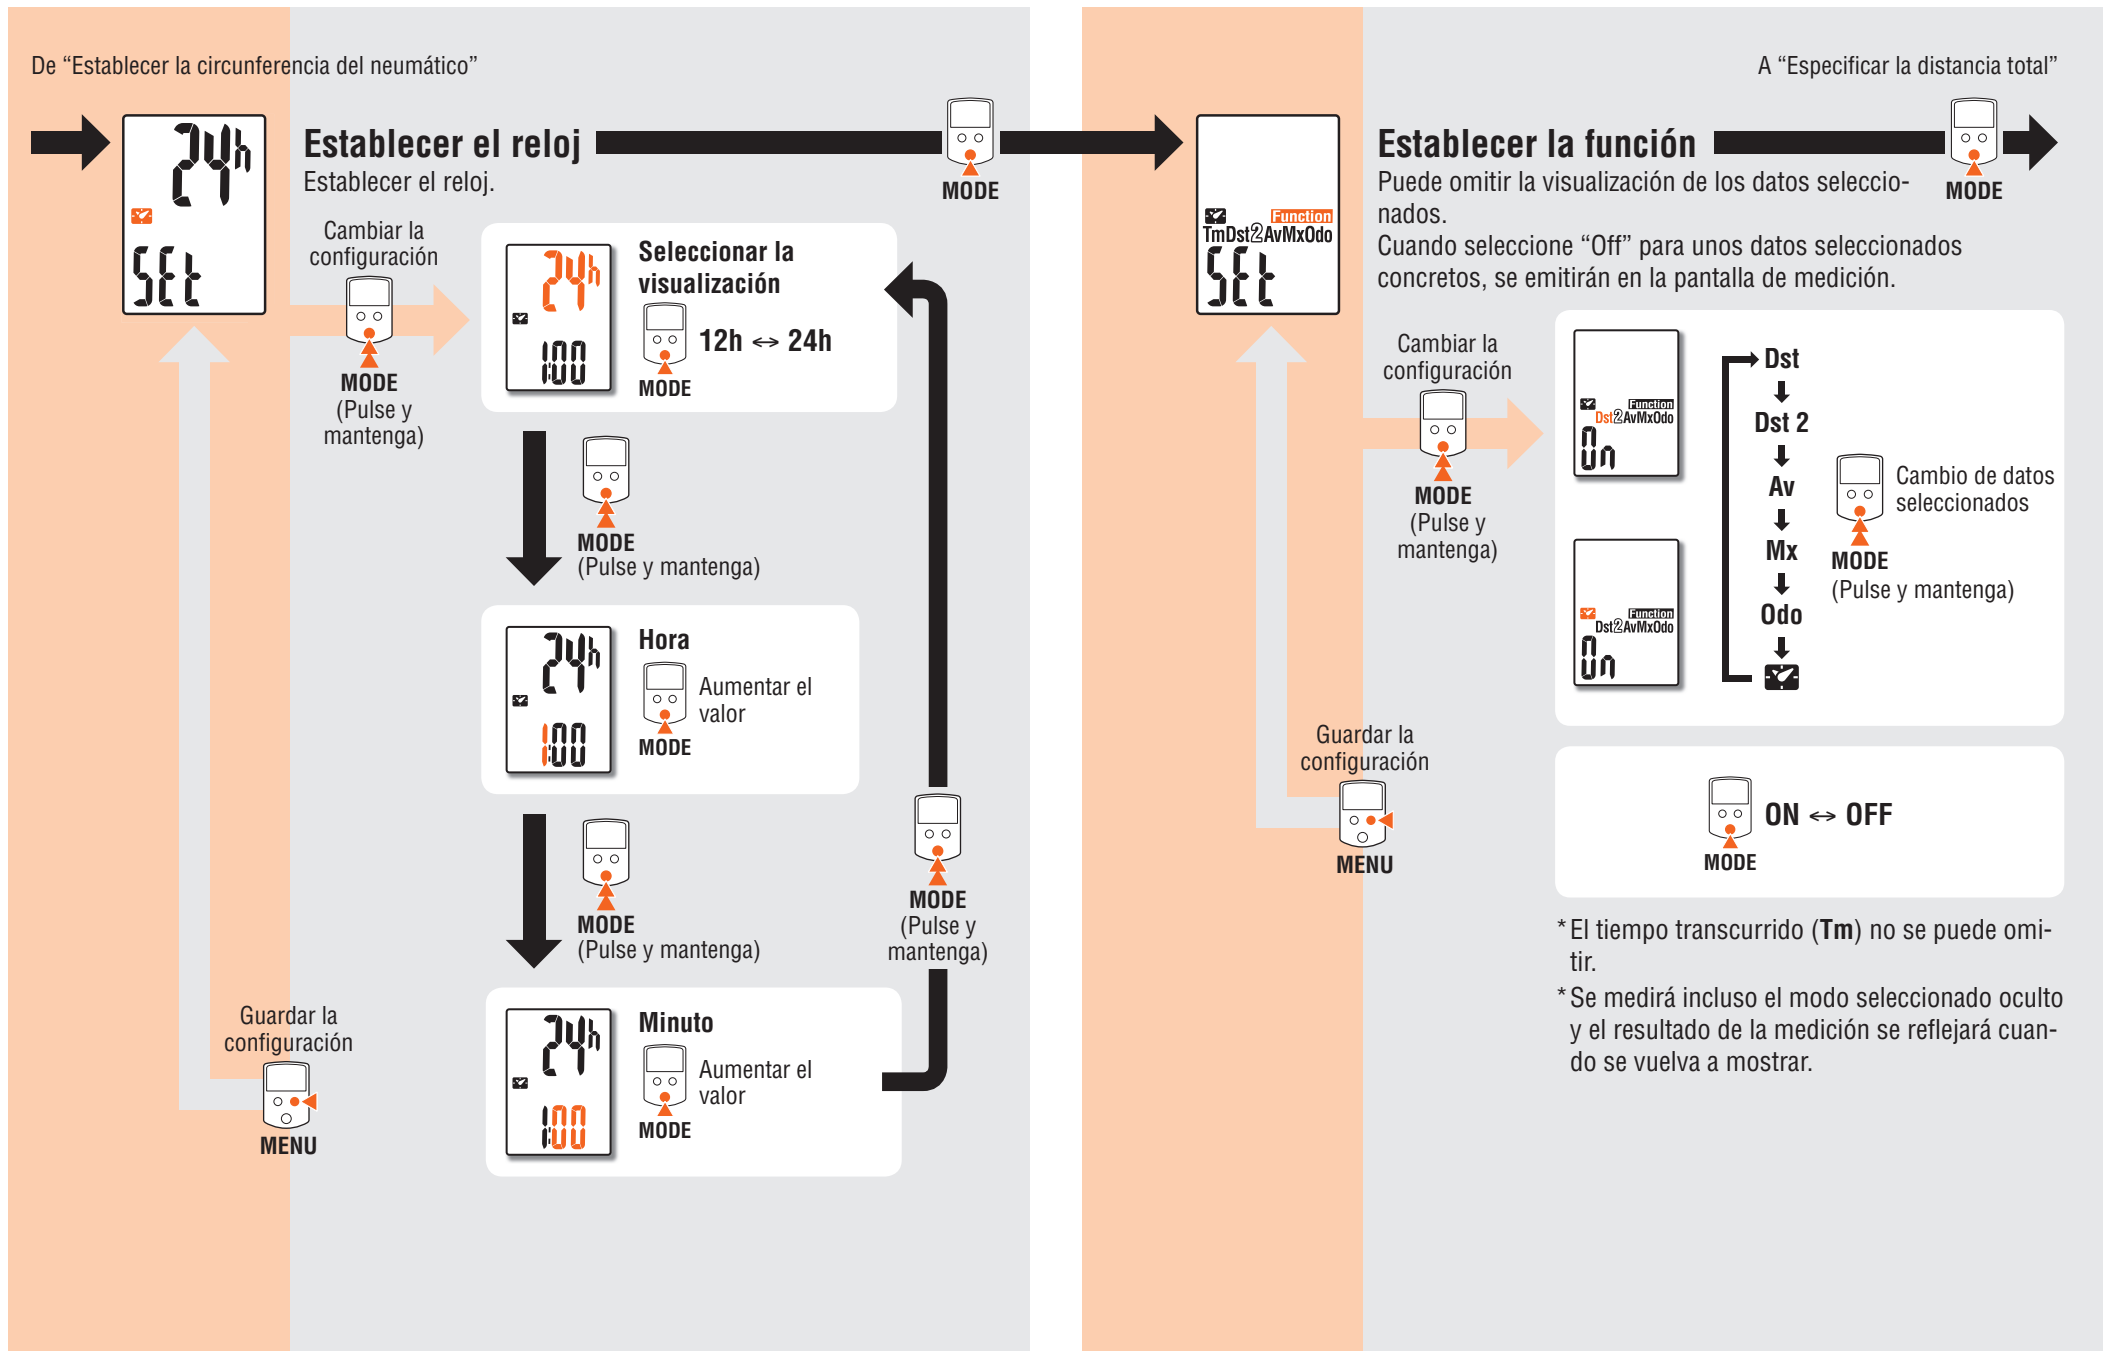 De “Establecer la circunferencia del neumático”
24h
SEt
Establecer el reloj
Establecer el reloj.
MODE
Cambiar la
configuración
MODE
(Pulse y
mantenga)
24h
1:00
Seleccionar la
visualización
12h ↔ 24h
MODE
MODE
(Pulse y mantenga)
24h
1:00
Hora
Aumentar el
valor
MODE
MODE
(Pulse y mantenga)
MODE
(Pulse y
mantenga)
24h
1:00
Minuto
Aumentar el
valor
MODE
Guardar la
configuración
MENU
A “Especificar la distancia total”
Function
TmDst2AvMxOdo
SEt
Establecer la función
MODE
Puede omitir la visualización de los datos seleccio-
nados.
Cuando seleccione “Off” para unos datos seleccionados
concretos, se emitirán en la pantalla de medición.
Cambiar la
configuración
MODE
(Pulse y
mantenga)
Function
Dst2AvMxOdo
On
Function
Dst2AvMxOdo
On
Dst
Dst 2
Av
Mx
Odo
Cambio de datos
seleccionados
MODE
(Pulse y mantenga)
Guardar la
configuración
MENU
ON ↔ OFF
MODE
* El tiempo transcurrido (Tm) no se puede omi-
tir.
* Se medirá incluso el modo seleccionado oculto
y el resultado de la medición se reflejará cuan-
do se vuelva a mostrar.